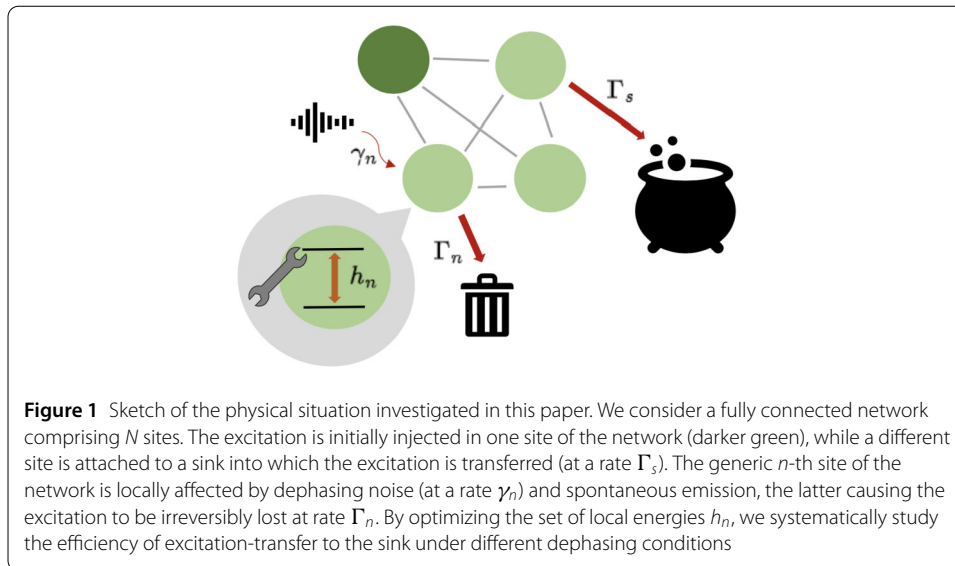 Γₛ
γₙ
Γₙ
hₙ
Figure 1 Sketch of the physical situation investigated in this paper. We consider a fully connected network
comprising N sites. The excitation is initially injected in one site of the network (darker green), while a different
site is attached to a sink into which the excitation is transferred (at a rate Γₛ). The generic n-th site of the
network is locally affected by dephasing noise (at a rate γₙ) and spontaneous emission, the latter causing the
excitation to be irreversibly lost at rate Γₙ. By optimizing the set of local energies hₙ, we systematically study
the efficiency of excitation-transfer to the sink under different dephasing conditions